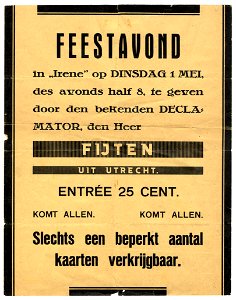 FEESTAVOND
in „Irene” op DINSDAG 1 MEI,
des avonds half 8, te geven
door den bekenden DECLA-
MATOR, den Heer
FIJTEN
UIT UTRECHT.
ENTRÉE 25 CENT.
KOMT ALLEN. KOMT ALLEN.
Slechts een beperkt aantal
kaarten verkrijgbaar.